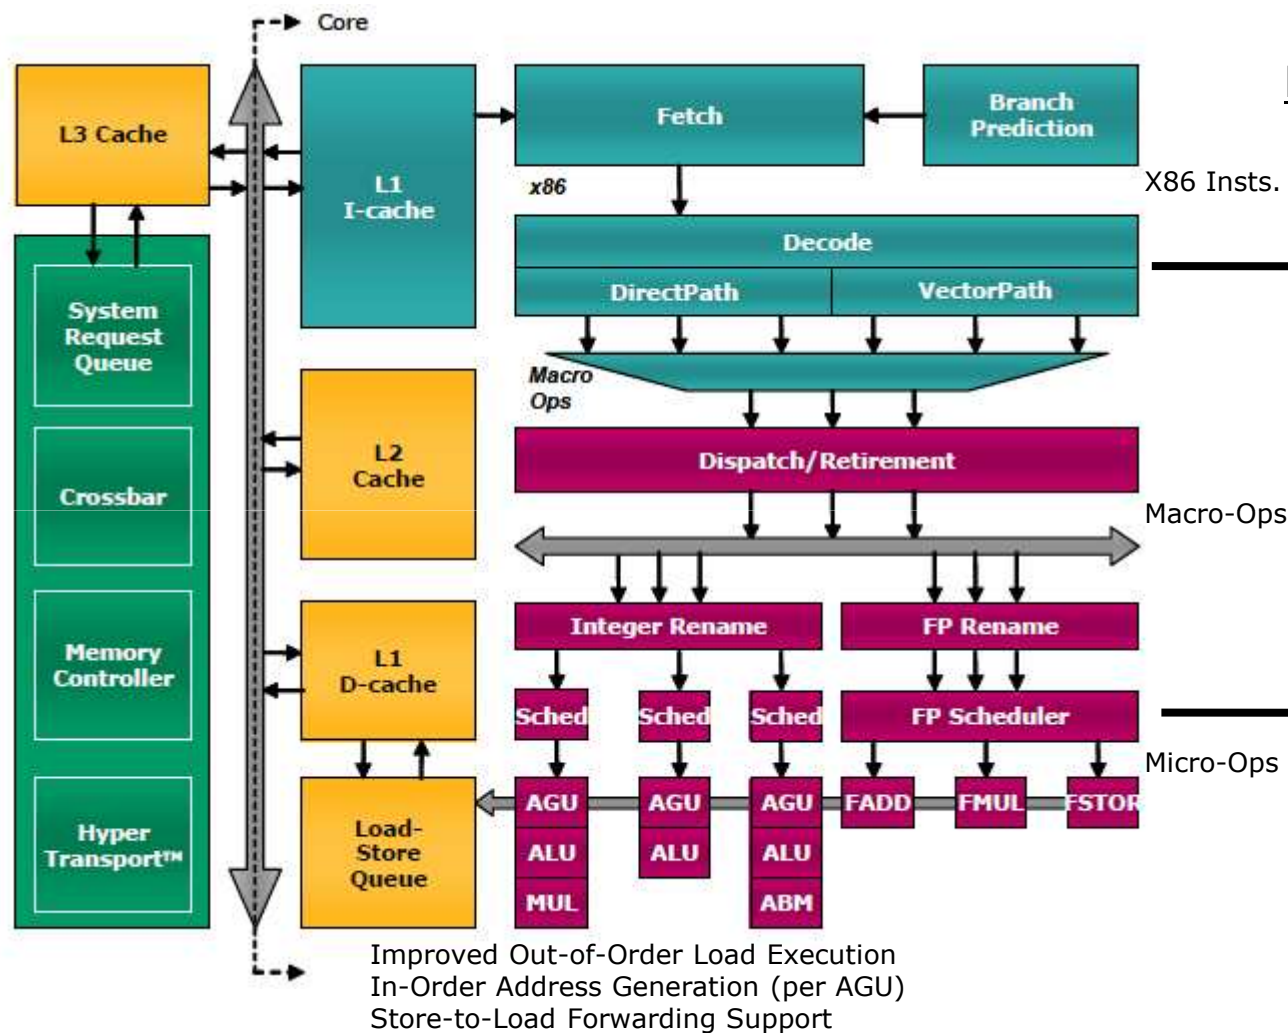 Core
L3 Cache
L1
I-cache
Fetch
Branch
Prediction
x86
X86 Insts.
Decode
DirectPath
VectorPath
System
Request
Queue
Macro
Ops
L2
Cache
Dispatch/Retirement
Crossbar
Macro-Ops
Integer Rename
FP Rename
Memory
Controller
L1
D-cache
Sched
Sched
Sched
FP Scheduler
Micro-Ops
Hyper
Transport™
Load-
Store
Queue
AGU
ALU
MUL
AGU
ALU
AGU
ALU
ABM
FADD
FMUL
FSTOR
Improved Out-of-Order Load Execution
In-Order Address Generation (per AGU)
Store-to-Load Forwarding Support